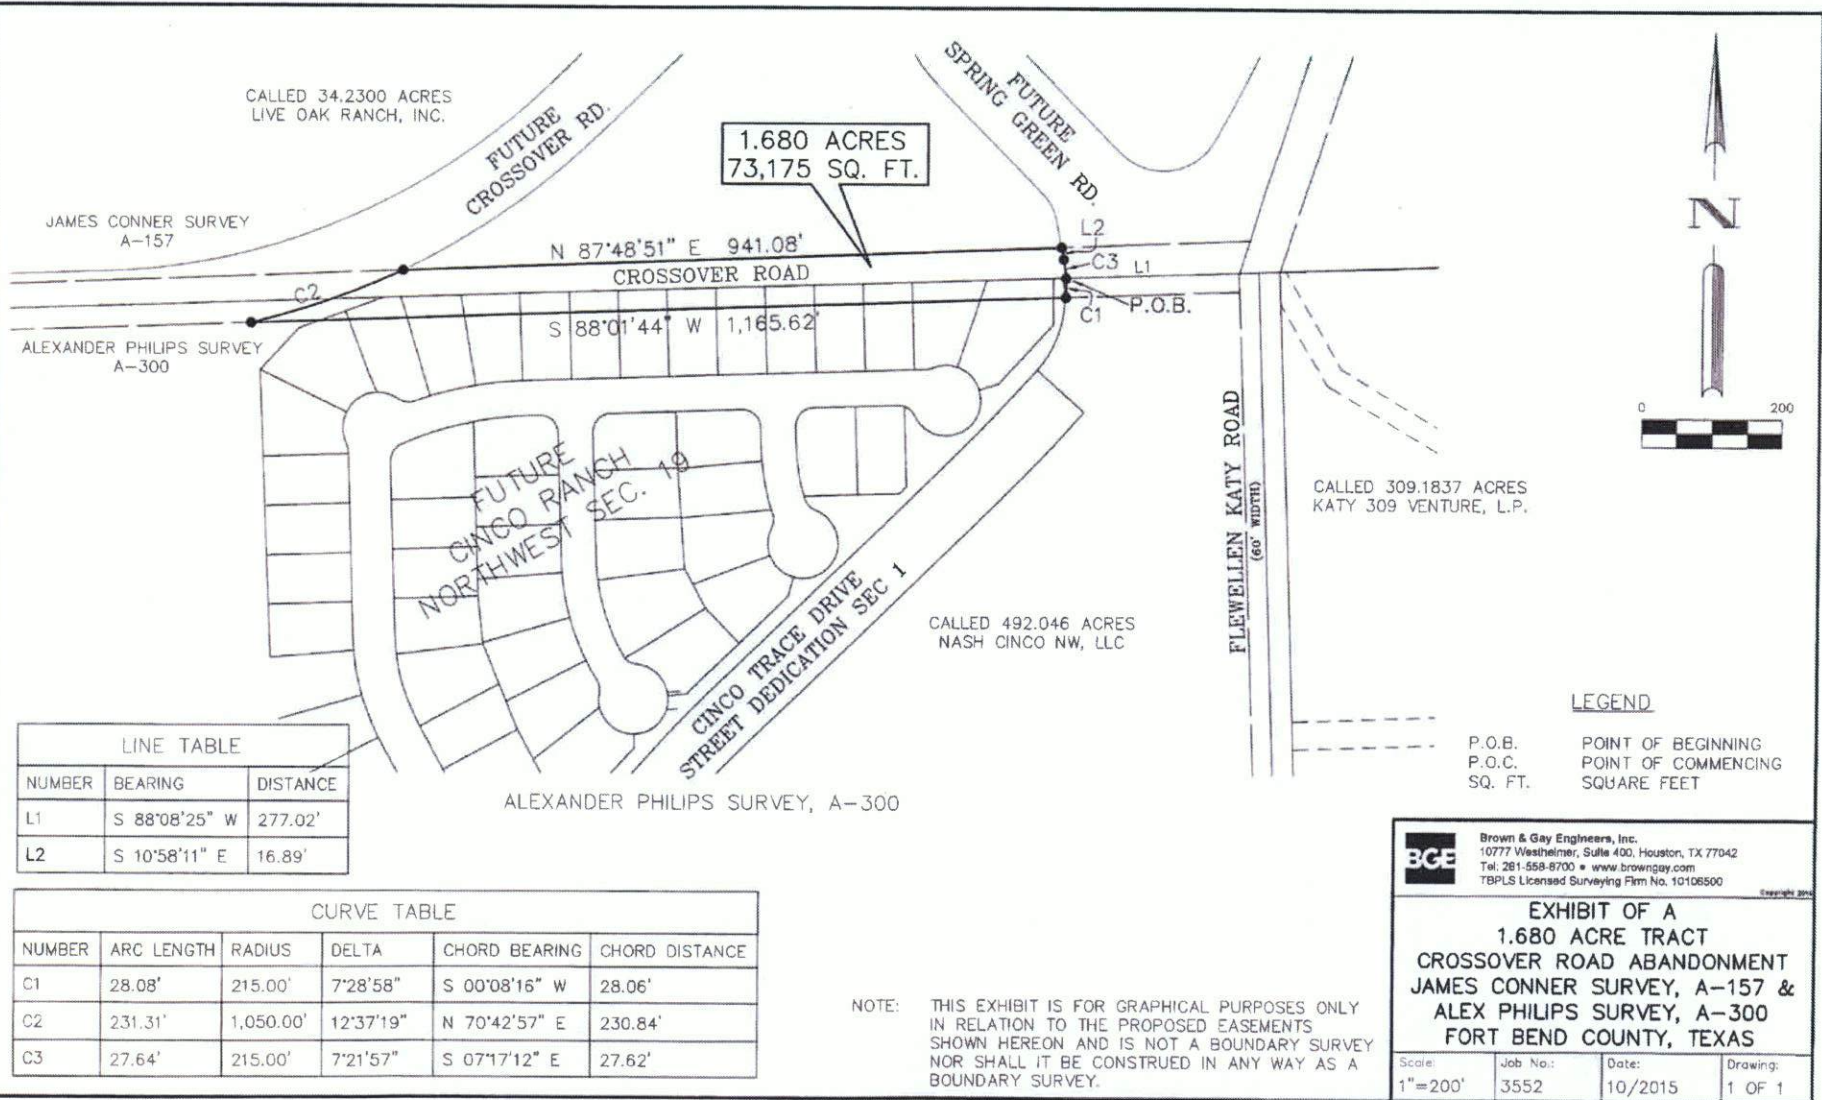 CALLED 34.2300 ACRES
LIVE OAK RANCH, INC.
FUTURE
CROSSOVER RD.
1.680 ACRES
73,175 SQ. FT.
FUTURE
SPRING GREEN RD.
N
0 200
JAMES CONNER SURVEY
A-157
N 87°48'51" E 941.08'
CROSSOVER ROAD
L2
C3
L1
P.O.B.
C1
C2
S 88°01'44" W 1,165.62'
ALEXANDER PHILIPS SURVEY
A-300
FUTURE
CINCO RANCH
NORTHWEST SEC. 19
FLEWELLEN KATY ROAD
(60' WIDTH)
CALLED 309.1837 ACRES
KATY 309 VENTURE, L.P.
CALLED 492.046 ACRES
NASH CINCO NW, LLC
CINCO TRACE DRIVE
STREET DEDICATION SEC 1
ALEXANDER PHILIPS SURVEY, A-300
LINE TABLE
NUMBER BEARING DISTANCE
L1 S 88°08'25" W 277.02'
L2 S 10°58'11" E 16.89'
CURVE TABLE
NUMBER ARC LENGTH RADIUS DELTA CHORD BEARING CHORD DISTANCE
C1 28.08' 215.00' 7°28'58" S 00°08'16" W 28.06'
C2 231.31' 1,050.00' 12°37'19" N 70°42'57" E 230.84'
C3 27.64' 215.00' 7°21'57" S 07°17'12" E 27.62'
LEGEND
P.O.B. POINT OF BEGINNING
P.O.C. POINT OF COMMENCING
SQ. FT. SQUARE FEET
NOTE: THIS EXHIBIT IS FOR GRAPHICAL PURPOSES ONLY
IN RELATION TO THE PROPOSED EASEMENTS
SHOWN HEREON AND IS NOT A BOUNDARY SURVEY
NOR SHALL IT BE CONSTRUED IN ANY WAY AS A
BOUNDARY SURVEY.
BGE
Brown & Gay Engineers, Inc.
10777 Westheimer, Suite 400, Houston, TX 77042
Tel: 281-558-8700 • www.browngay.com
TBPLS Licensed Surveying Firm No. 10106500
Copyright
EXHIBIT OF A
1.680 ACRE TRACT
CROSSOVER ROAD ABANDONMENT
JAMES CONNER SURVEY, A-157 &
ALEX PHILIPS SURVEY, A-300
FORT BEND COUNTY, TEXAS
Scale: Job No.: Date: Drawing:
1"=200' 3552 10/2015 1 OF 1